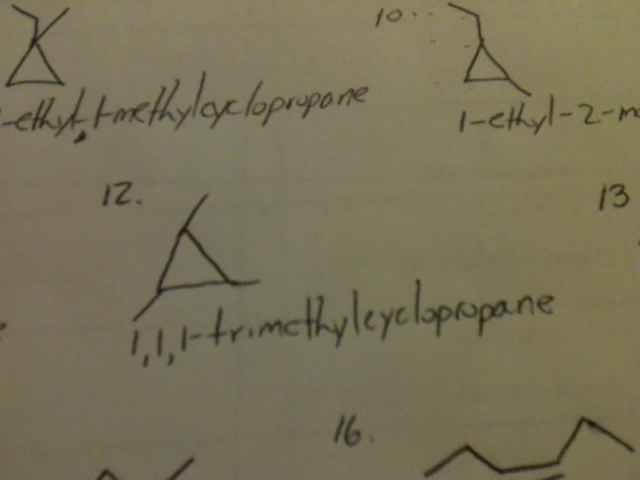 10.
-ethyl,1-methylcyclopropane
1-ethyl-2-m
12.
13
1,1,1-trimethylcyclopropane
16.